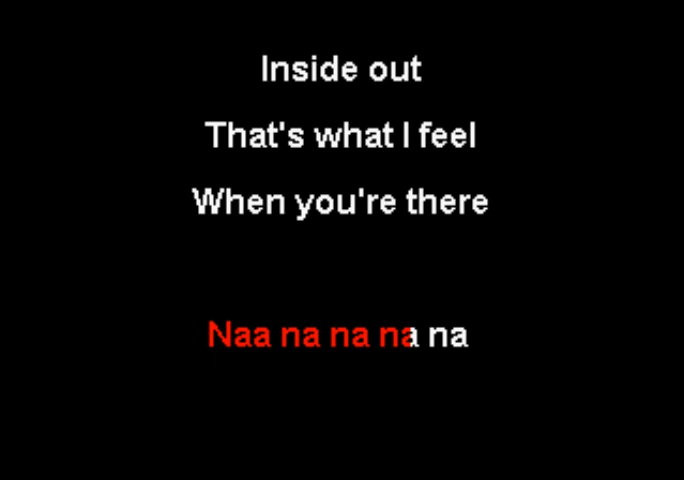 Inside out
That's what I feel
When you're there
Naa na na na na